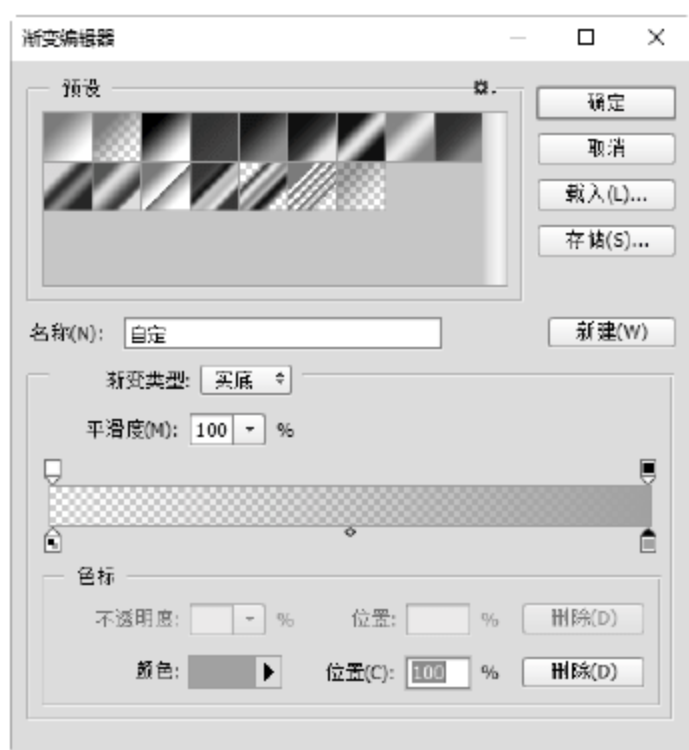 渐变编辑器
预设
确定
取消
载入(L)...
存储(S)...
名称(N): 自定
新建(W)
渐变类型: 实底
平滑度(M): 100 %
色标
不透明度: % 位置: % 删除(D)
颜色: 位置(C): 100 % 删除(D)